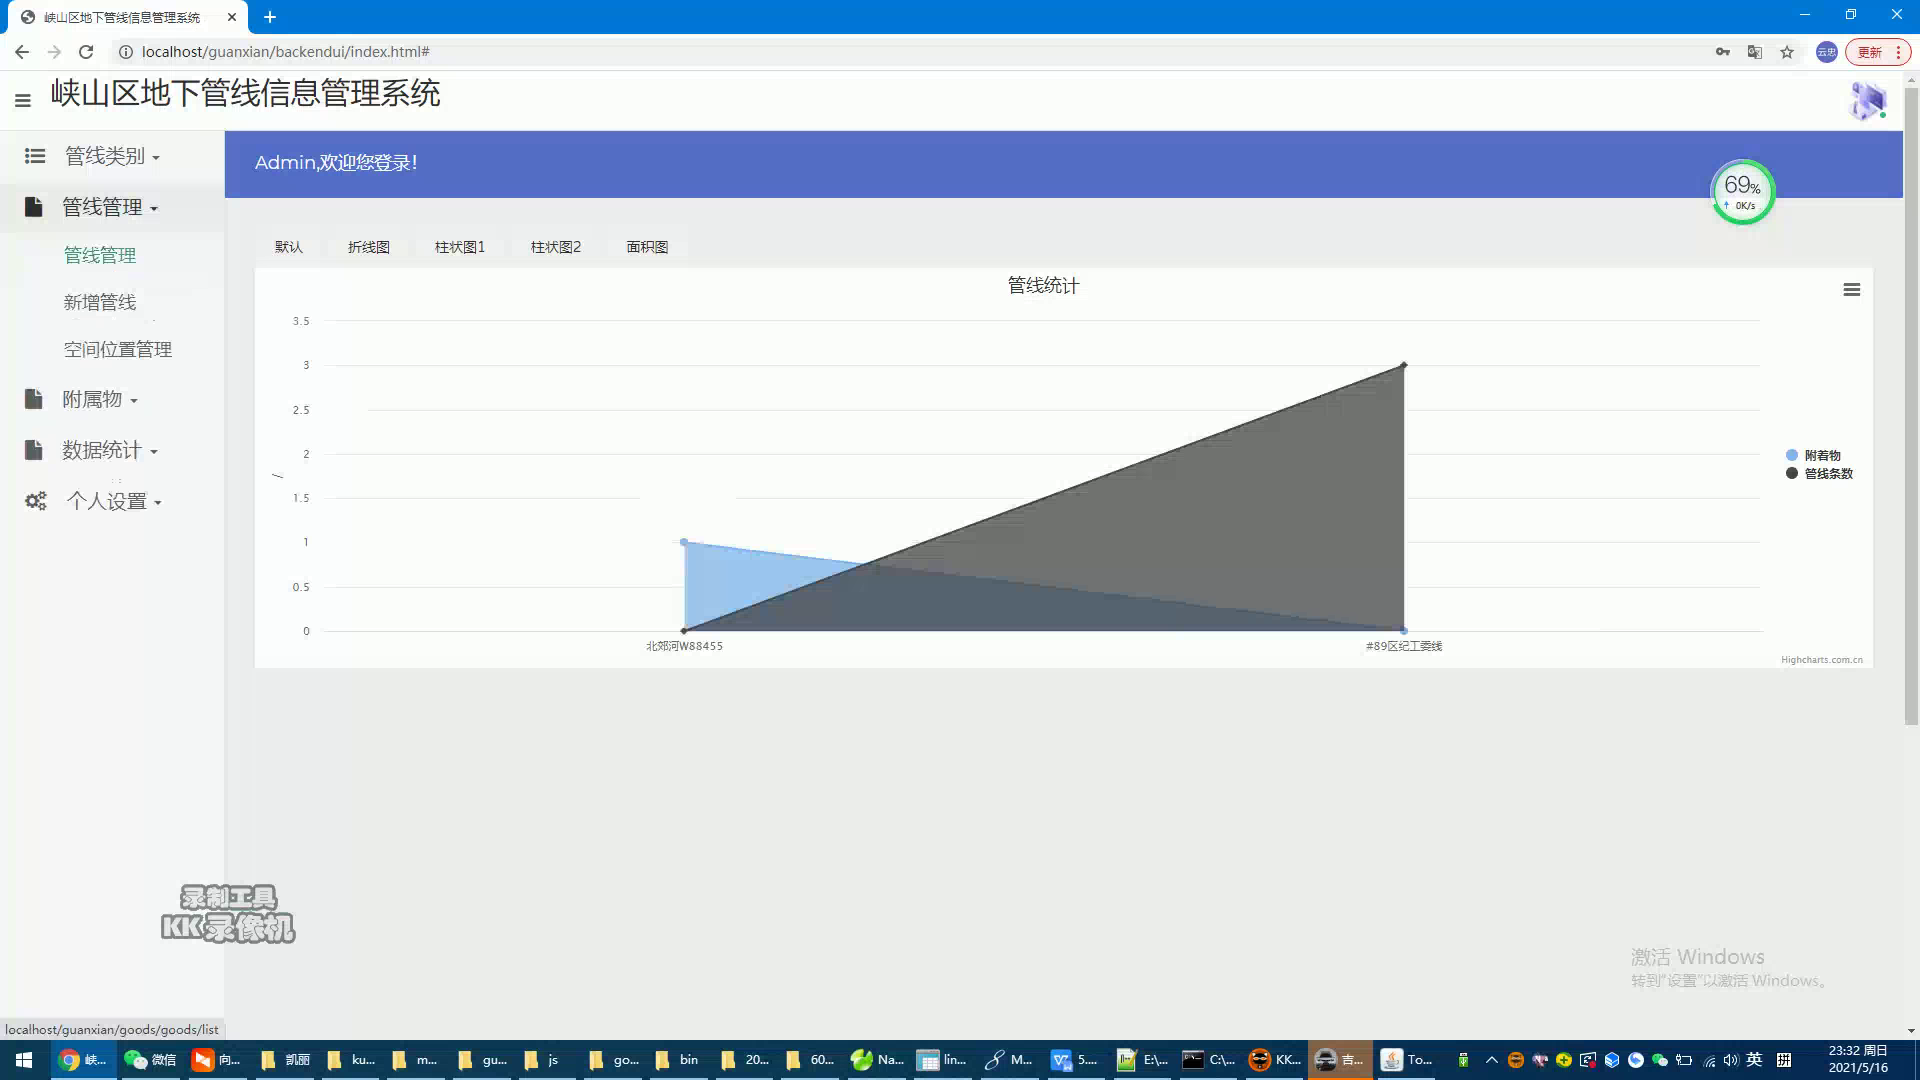 峡山区地下管线信息管理系统
localhost/guanxian/backendui/index.html#
云忠
更新
峡山区地下管线信息管理系统
管线类别
Admin,欢迎您登录!
69%
0K/s
管线管理
管线管理
新增管线
空间位置管理
附属物
数据统计
个人设置
默认
折线图
柱状图1
柱状图2
面积图
管线统计
3.5
3
2.5
2
1.5
1
0.5
0
/
附着物
管线条数
北郊河W88455
#89区纪工委线
Highcharts.com.cn
录制工具
KK录像机
激活 Windows
转到"设置"以激活 Windows。
localhost/guanxian/goods/goods/list
峡...
微信
向...
凯丽
ku...
m...
gu...
js
go...
bin
20...
60...
Na...
lin...
M...
5....
E:\...
C:\...
KK...
吉...
To...
英
拼
23:32 周日
2021/5/16